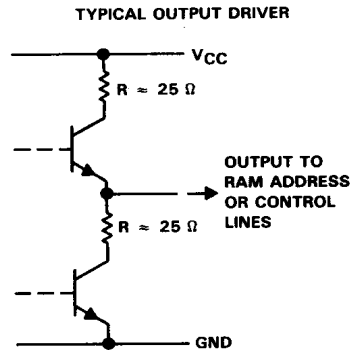 TYPICAL OUTPUT DRIVER
VCC
R ≈ 25 Ω
OUTPUT TO
RAM ADDRESS
OR CONTROL
LINES
R ≈ 25 Ω
GND